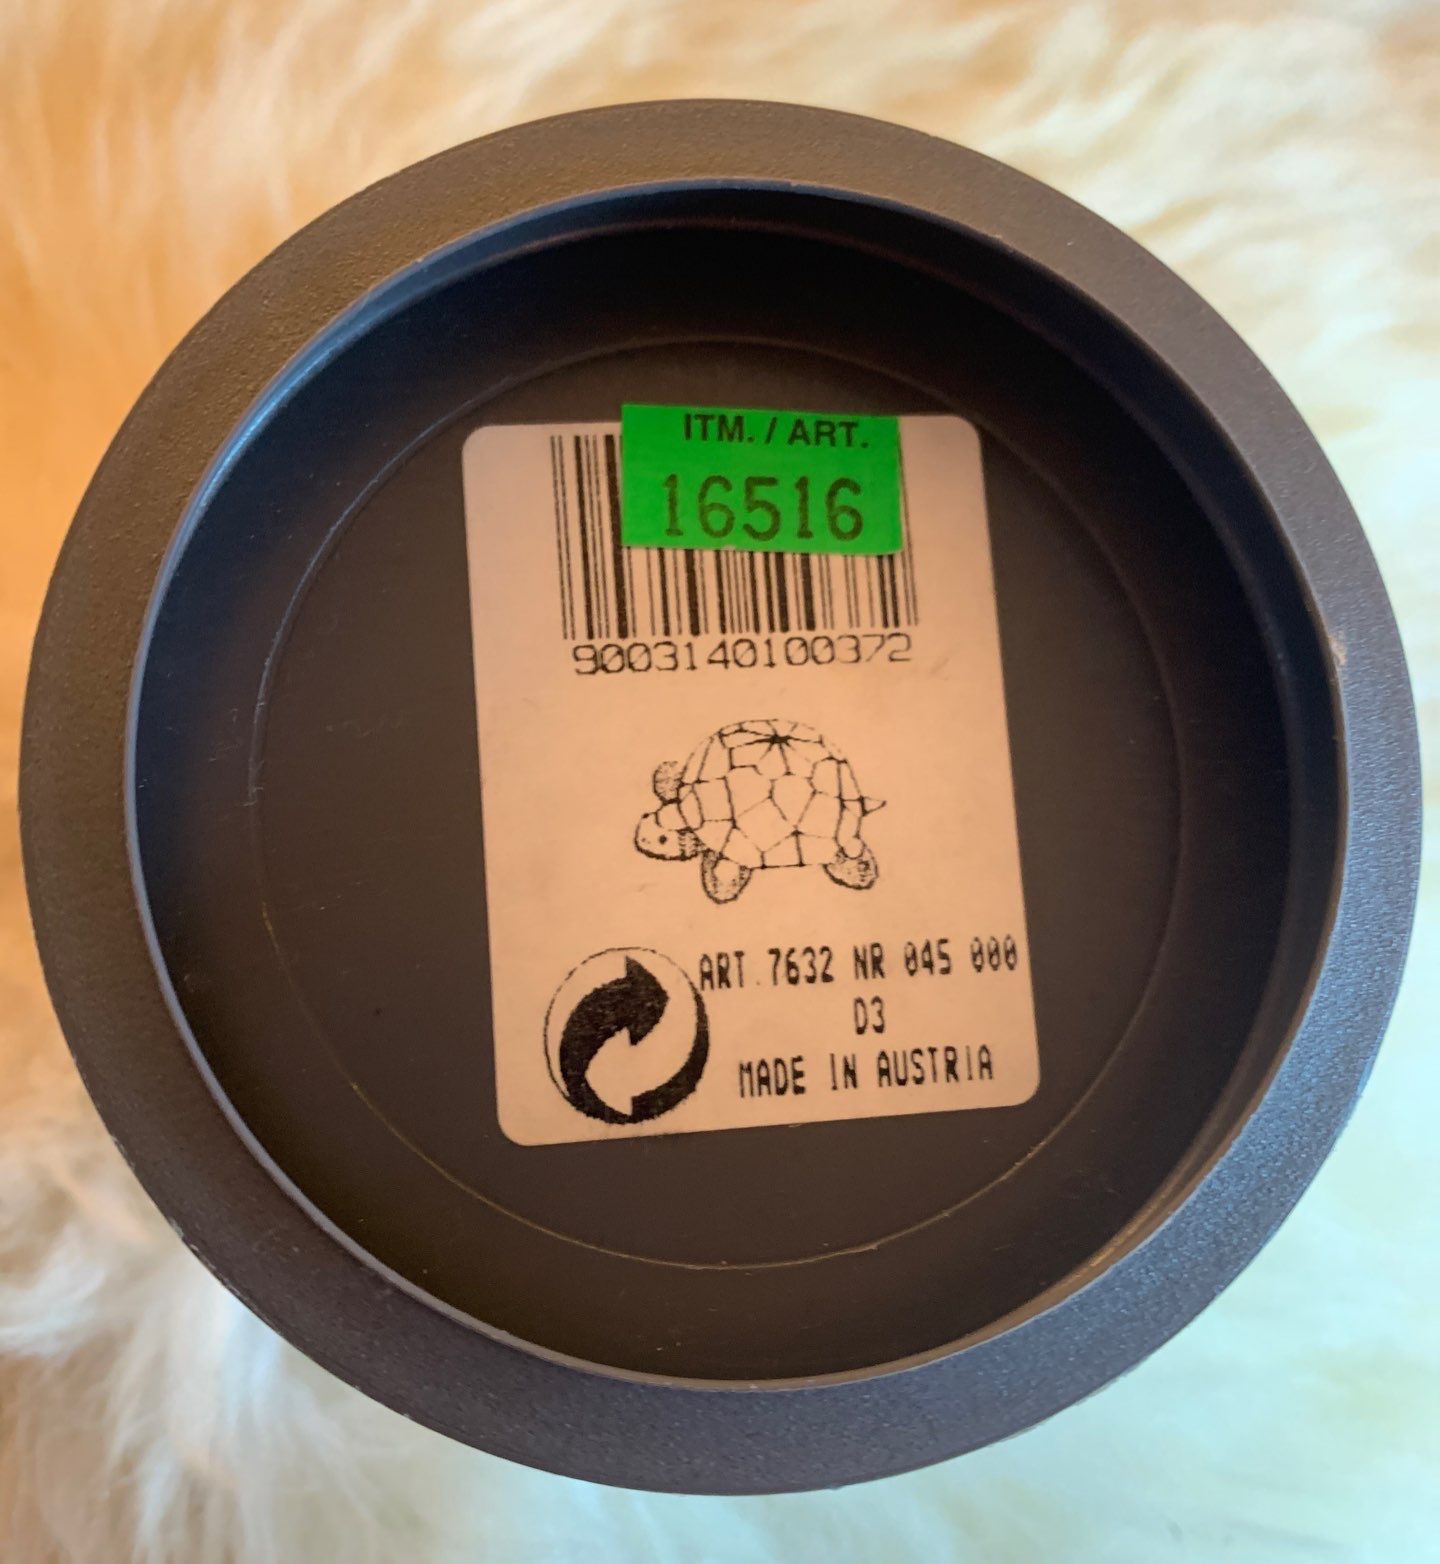 ITM. / ART.
16516
9003140100372
ART.7632 NR 045 000
D3
MADE IN AUSTRIA